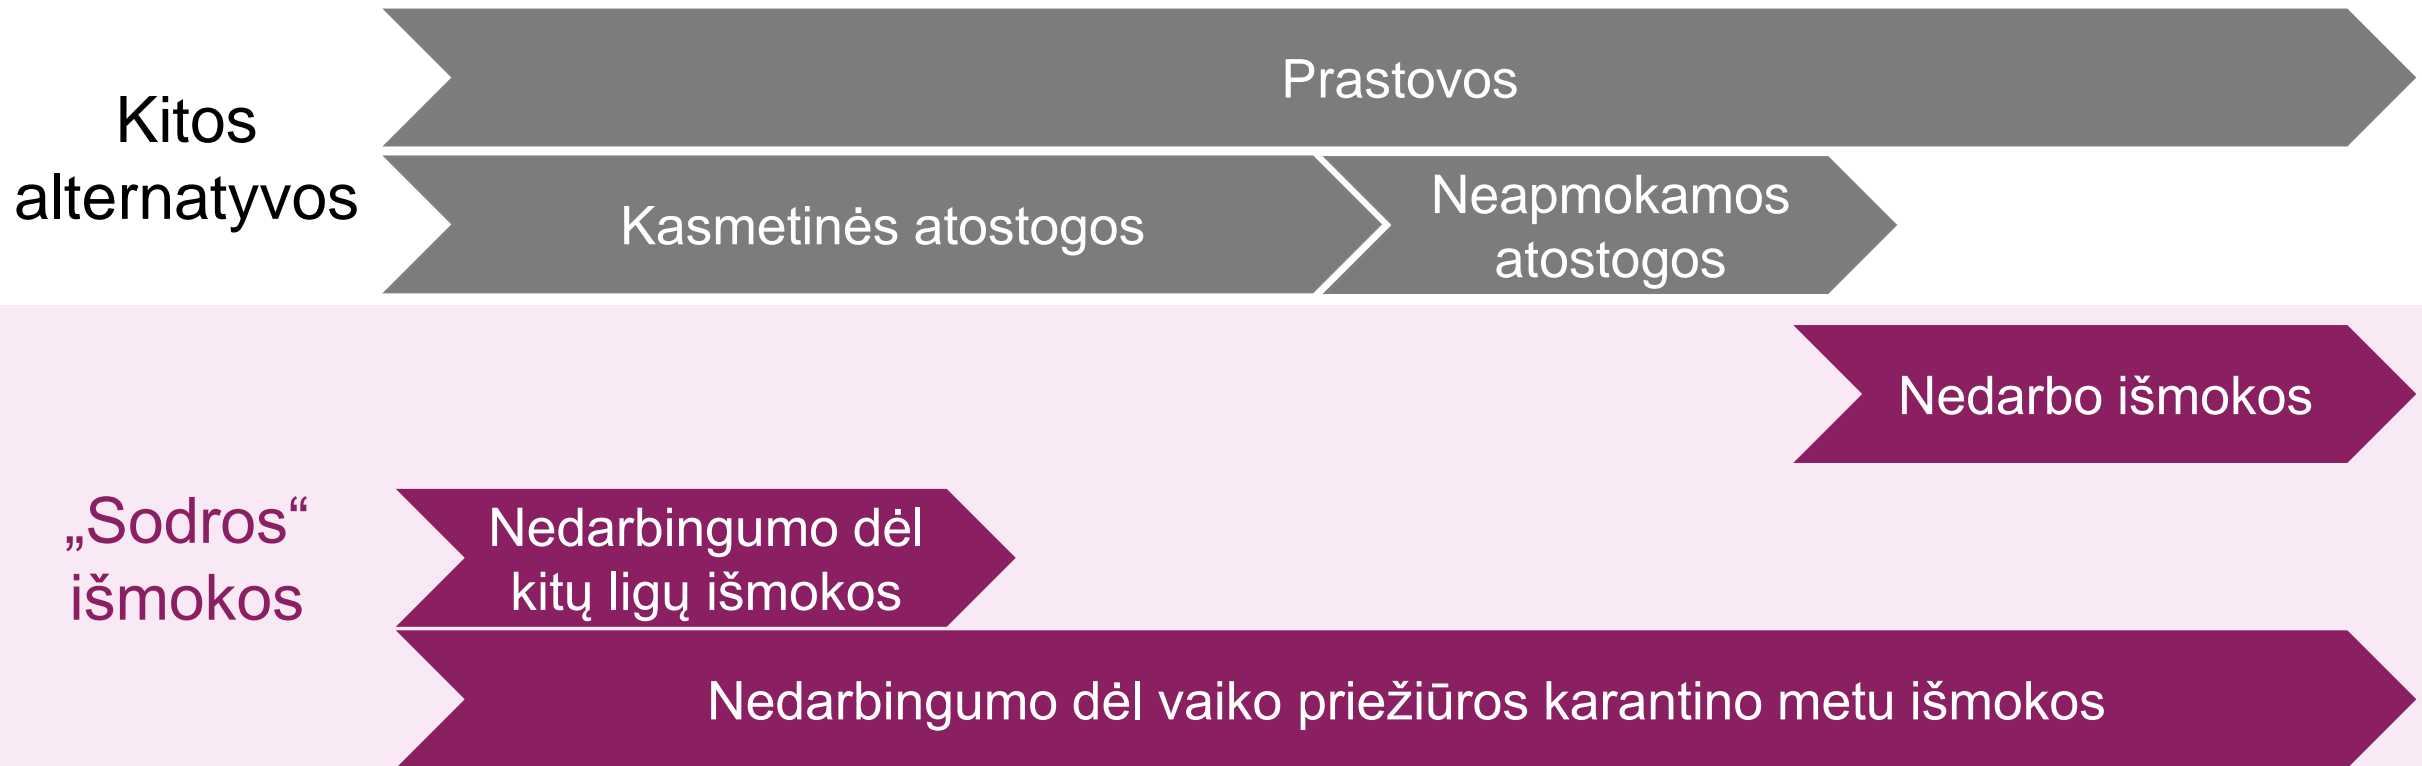 Kitos
alternatyvos
Prastovos
Kasmetinės atostogos
Neapmokamos
atostogos
„Sodros“
išmokos
Nedarbo išmokos
Nedarbingumo dėl
kitų ligų išmokos
Nedarbingumo dėl vaiko priežiūros karantino metu išmokos